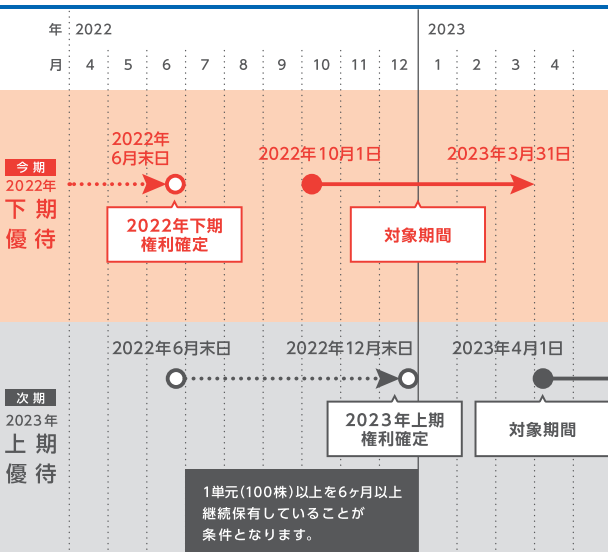 年 2022 2023
月 4 5 6 7 8 9 10 11 12 1 2 3 4
今期
2022年
下期
優待
2022年
6月末日
2022年10月1日
2023年3月31日
2022年下期
権利確定
対象期間
次期
2023年
上期
優待
2022年6月末日
2022年12月末日
2023年4月1日
2023年上期
権利確定
対象期間
1単元(100株)以上を6ヶ月以上
継続保有していることが
条件となります。